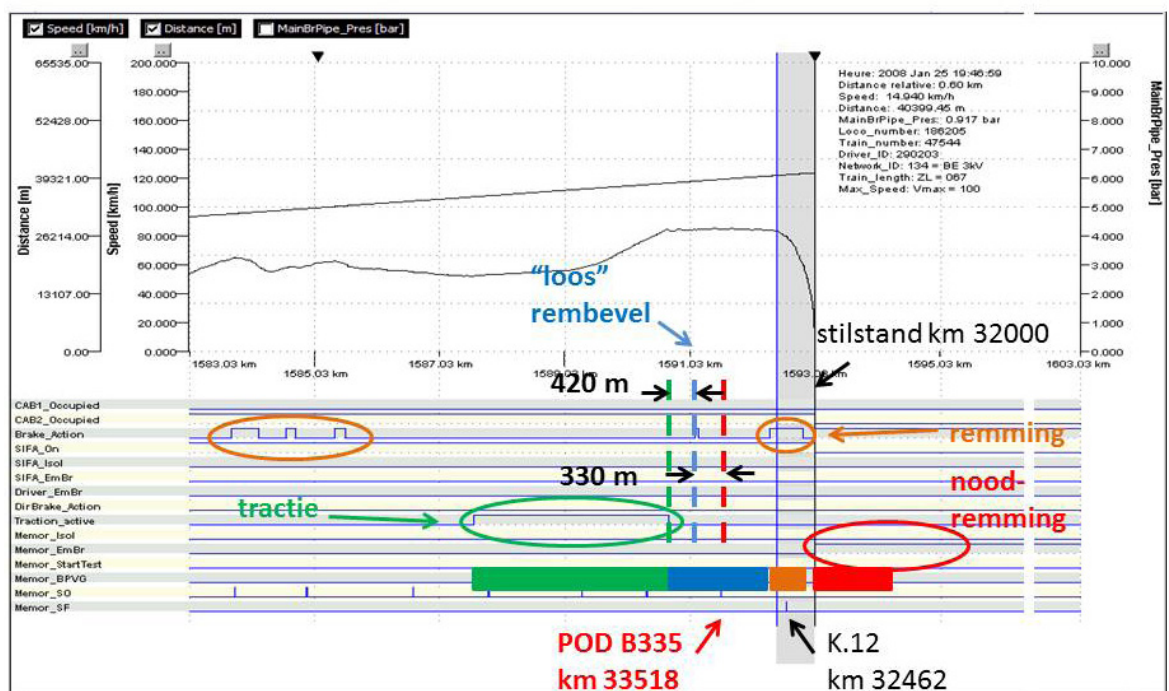 Speed [km/h] Distance [m] MainBrPipe_Pres [bar]
.. .. ..
65535.00 200.000 10.000
180.000 9.000
52428.00 160.000 8.000
140.000 7.000
39321.00 120.000 6.000
100.000 5.000
26214.00 80.000 4.000
60.000 3.000
13107.00 40.000 2.000
20.000 1.000
0.00 0.000 0.000
Distance [m]
Speed [km/h]
MainBrPipe_Pres [bar]
Heure: 2008 Jan 25 19:46:59
Distance relative: 0.60 km
Speed: 14.940 km/h
Distance: 40399.45 m
MainBrPipe_Pres: 0.917 bar
Loco_number: 186205
Train_number: 47544
Driver_ID: 290203
Network_ID: 134 = BE 3kV
Train_length: ZL = 067
Max_Speed: Vmax = 100
"loos"
rembevel
stilstand km 32000
1583.03 km 1585.03 km 1587.03 km 1589.03 km 1591.03 km 1593.03 km 1595.03 km 1603.03 km
420 m
CAB1_Occupied
CAB2_Occupied
Brake_Action
remming
SIFA_On
SIFA_Isol
SIFA_EmBr
330 m
Driver_EmBr
nood-
remming
DirBrake_Action
tractie
Traction_active
Memor_Isol
Memor_EmBr
Memor_StartTest
Memor_BPVG
Memor_SO
Memor_SF
POD B335
km 33518
K.12
km 32462